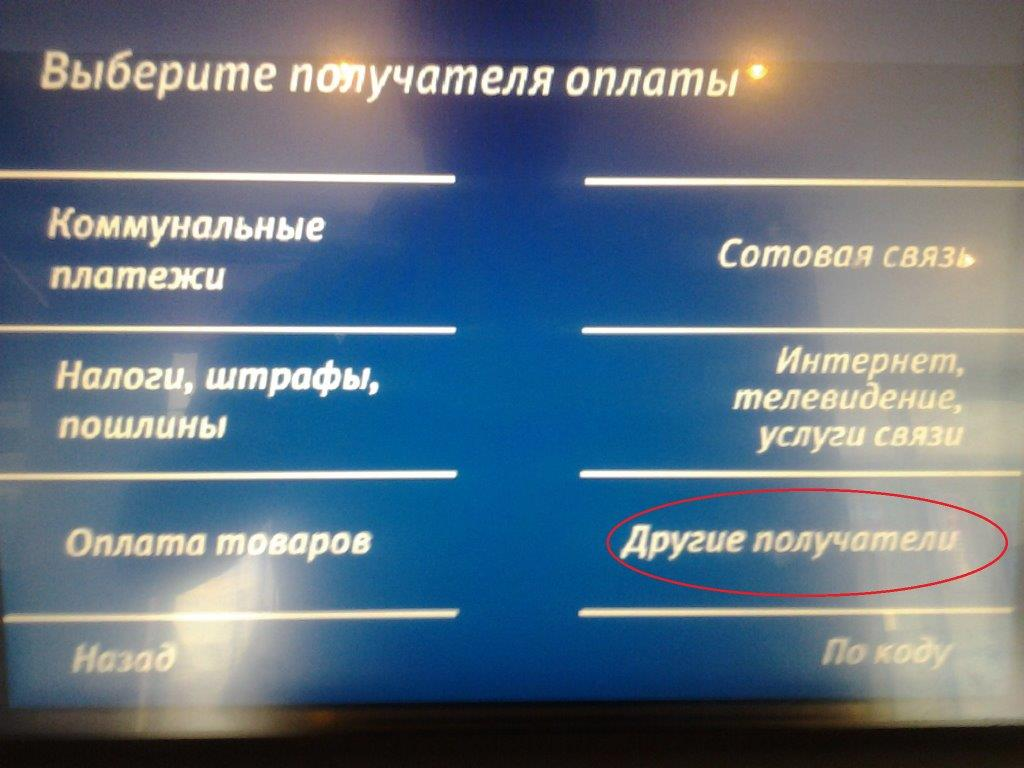 Выберите получателя оплаты
Коммунальные
платежи
Сотовая связь
Налоги, штрафы,
пошлины
Интернет,
телевидение,
услуги связи
Оплата товаров
Другие получатели
Назад
По коду